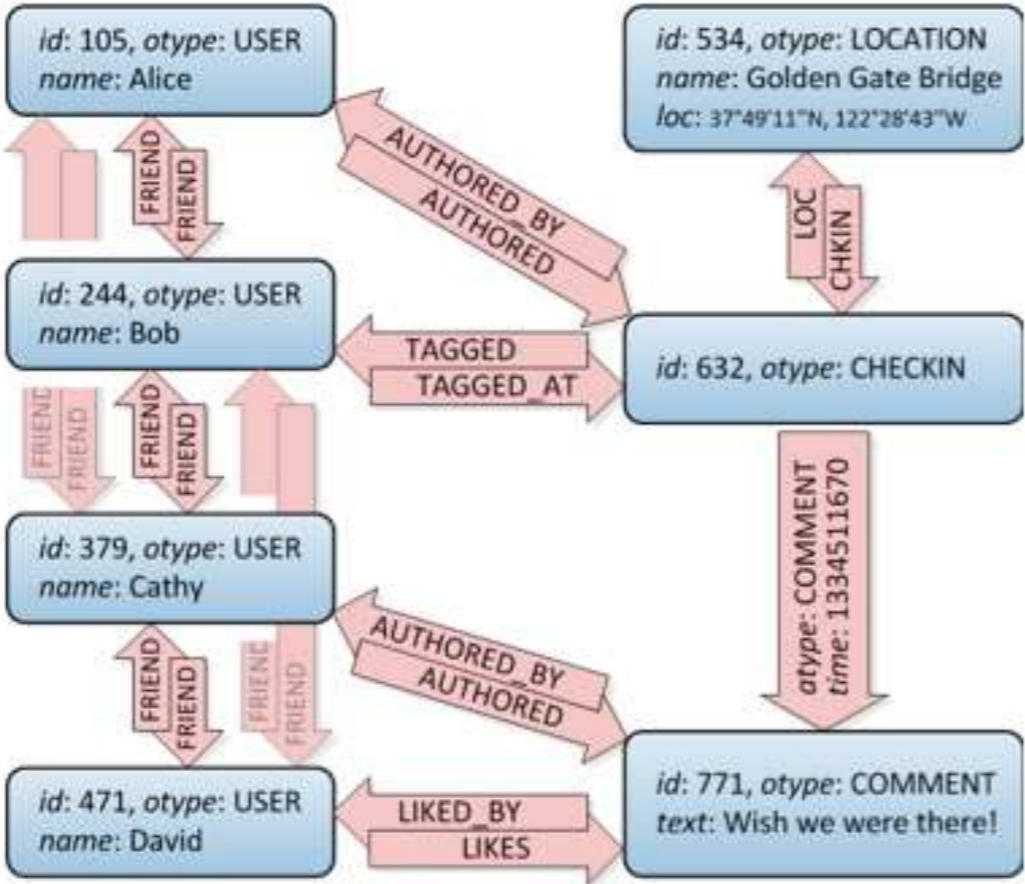 id: 105, otype: USER
name: Alice
id: 534, otype: LOCATION
name: Golden Gate Bridge
loc: 37°49'11"N, 122°28'43"W
FRIEND
FRIEND
AUTHORED_BY
AUTHORED
LOC
CHKIN
id: 244, otype: USER
name: Bob
TAGGED
TAGGED_AT
id: 632, otype: CHECKIN
FRIEND
FRIEND
FRIEND
FRIEND
atype: COMMENT
time: 1334511670
id: 379, otype: USER
name: Cathy
AUTHORED_BY
AUTHORED
FRIEND
FRIEND
FRIEND
FRIEND
id: 471, otype: USER
name: David
LIKED_BY
LIKES
id: 771, otype: COMMENT
text: Wish we were there!